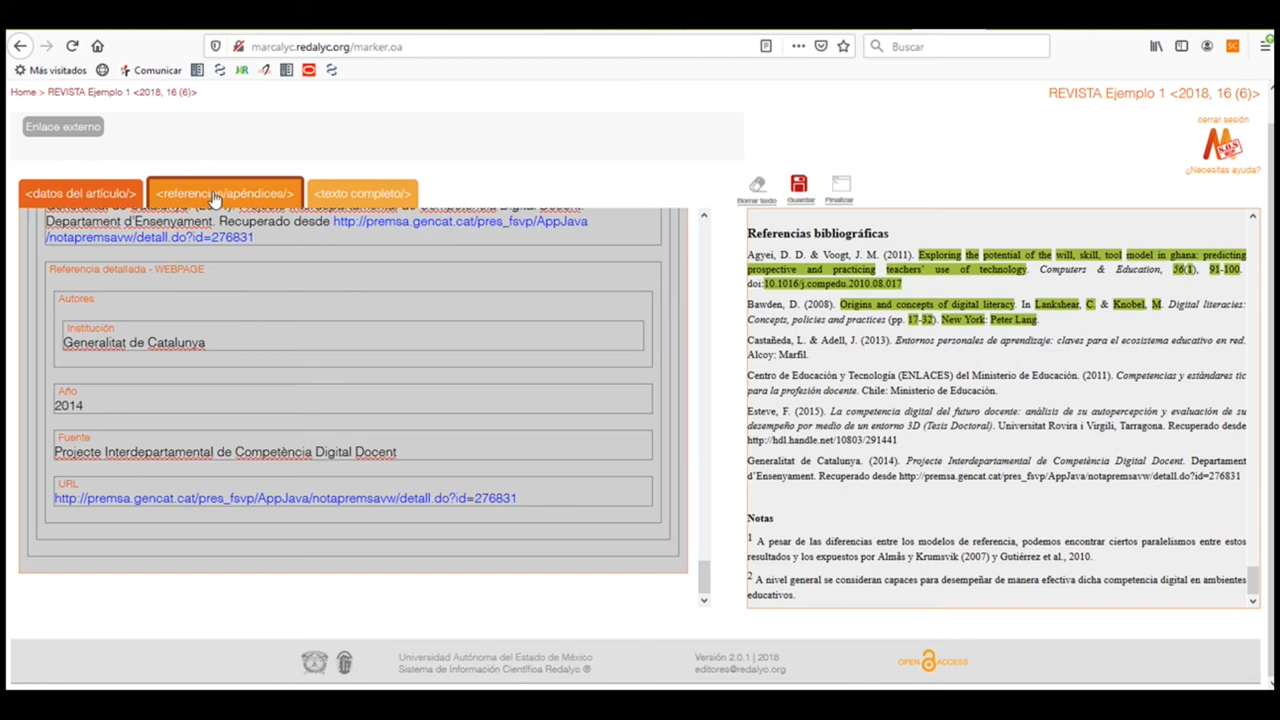 marcalyc.redalyc.org/marker.oa
Buscar
SC
Más visitados
Comunicar
Home > REVISTA Ejemplo 1 <2018, 16 (6)>
REVISTA Ejemplo 1 <2018, 16 (6)>
Enlace externo
cerrar sesión
S.O.S
¿Necesitas ayuda?
<datos del artículo/>
<referencias/apéndices/>
<texto completo/>
Borrar texto
Guardar
Finalizar
Departament d'Ensenyament. Recuperado desde http://premsa.gencat.cat/pres_fsvp/AppJava
/notapremsavw/detall.do?id=276831
Referencia detallada - WEBPAGE
Autores
Institución
Generalitat de Catalunya
Año
2014
Fuente
Projecte Interdepartamental de Competència Digital Docent
URL
http://premsa.gencat.cat/pres_fsvp/AppJava/notapremsavw/detall.do?id=276831
Referencias bibliográficas
Agyei, D. D. & Voogt, J. M. (2011). Exploring the potential of the will, skill, tool model in ghana: predicting
prospective and practicing teachers' use of technology. Computers & Education, 56(1), 91-100.
doi:10.1016/j.compedu.2010.08.017
Bawden, D. (2008). Origins and concepts of digital literacy. In Lankshear, C. & Knobel, M. Digital literacies:
Concepts, policies and practices (pp. 17-32). New York: Peter Lang.
Castañeda, L. & Adell, J. (2013). Entornos personales de aprendizaje: claves para el ecosistema educativo en red.
Alcoy: Marfil.
Centro de Educación y Tecnología (ENLACES) del Ministerio de Educación. (2011). Competencias y estándares tic
para la profesión docente. Chile: Ministerio de Educación.
Esteve, F. (2015). La competencia digital del futuro docente: análisis de su autopercepción y evaluación de su
desempeño por medio de un entorno 3D (Tesis Doctoral). Universitat Rovira i Virgili, Tarragona. Recuperado desde
http://hdl.handle.net/10803/291441
Generalitat de Catalunya. (2014). Projecte Interdepartamental de Competència Digital Docent. Departament
d'Ensenyament. Recuperado desde http://premsa.gencat.cat/pres_fsvp/AppJava/notapremsavw/detall.do?id=276831
Notas
1 A pesar de las diferencias entre los modelos de referencia, podemos encontrar ciertos paralelismos entre estos
resultados y los expuestos por Almås y Krumsvik (2007) y Gutiérrez et al., 2010.
2 A nivel general se consideran capaces para desempeñar de manera efectiva dicha competencia digital en ambientes
educativos.
Universidad Autónoma del Estado de México
Sistema de Información Científica Redalyc ®
Versión 2.0.1 | 2018
editores@redalyc.org
OPEN ACCESS